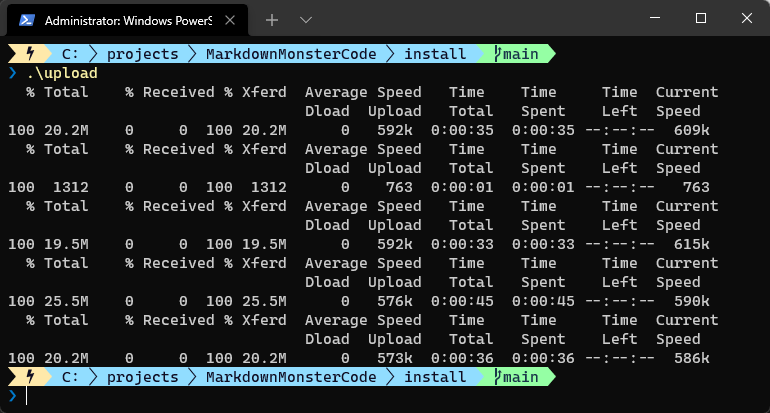 Administrator: Windows PowerS
C: projects MarkdownMonsterCode install main
❯ .\upload
  % Total    % Received % Xferd  Average Speed   Time    Time     Time  Current
                                 Dload  Upload   Total   Spent    Left  Speed
100 20.2M    0     0  100 20.2M      0   592k  0:00:35  0:00:35 --:--:--  609k
  % Total    % Received % Xferd  Average Speed   Time    Time     Time  Current
                                 Dload  Upload   Total   Spent    Left  Speed
100  1312    0     0  100  1312      0    763  0:00:01  0:00:01 --:--:--   763
  % Total    % Received % Xferd  Average Speed   Time    Time     Time  Current
                                 Dload  Upload   Total   Spent    Left  Speed
100 19.5M    0     0  100 19.5M      0   592k  0:00:33  0:00:33 --:--:--  615k
  % Total    % Received % Xferd  Average Speed   Time    Time     Time  Current
                                 Dload  Upload   Total   Spent    Left  Speed
100 25.5M    0     0  100 25.5M      0   576k  0:00:45  0:00:45 --:--:--  590k
  % Total    % Received % Xferd  Average Speed   Time    Time     Time  Current
                                 Dload  Upload   Total   Spent    Left  Speed
100 20.2M    0     0  100 20.2M      0   573k  0:00:36  0:00:36 --:--:--  586k
C: projects MarkdownMonsterCode install main
❯